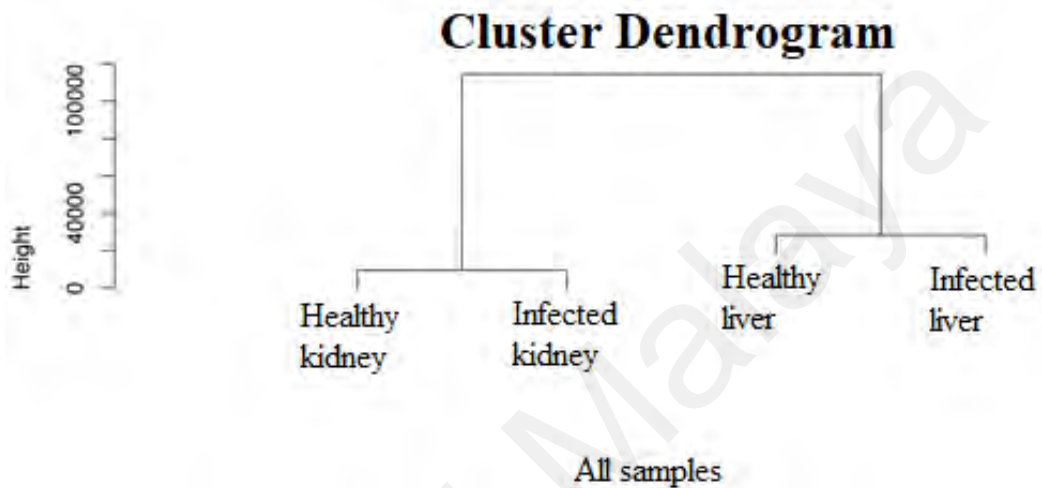 Cluster Dendrogram
Height
0
40000
100000
Healthy
kidney
Infected
kidney
Healthy
liver
Infected
liver
All samples
Malaya